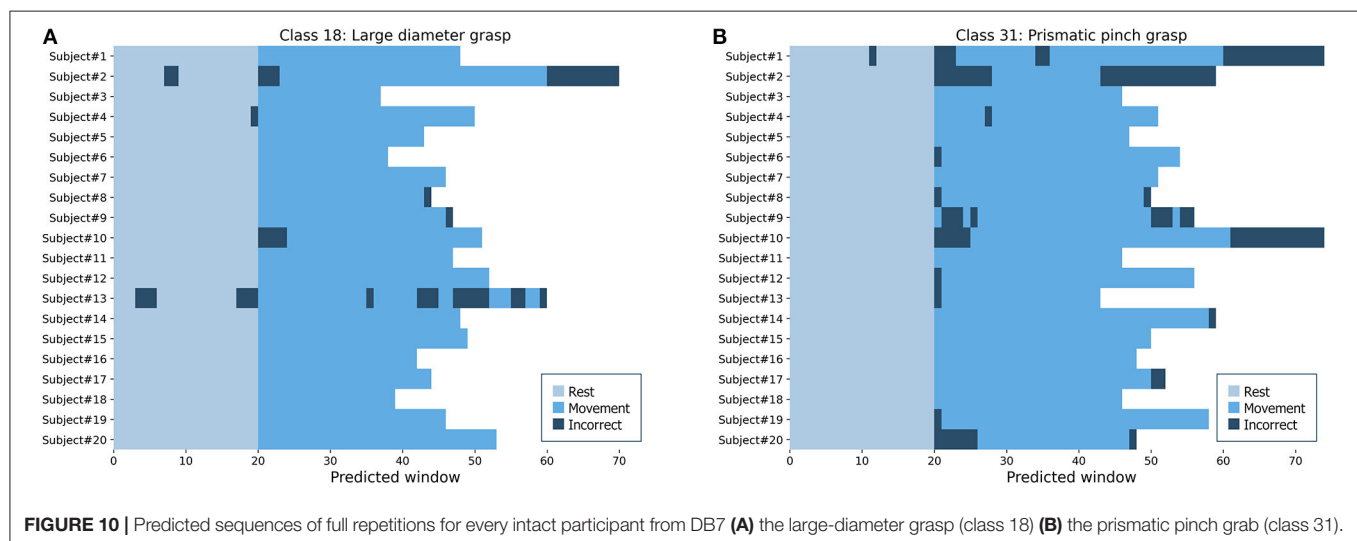 A
Class 18: Large diameter grasp
Subject#1
Subject#2
Subject#3
Subject#4
Subject#5
Subject#6
Subject#7
Subject#8
Subject#9
Subject#10
Subject#11
Subject#12
Subject#13
Subject#14
Subject#15
Subject#16
Subject#17
Subject#18
Subject#19
Subject#20
Rest
Movement
Incorrect
0 10 20 30 40 50 60 70
Predicted window
B
Class 31: Prismatic pinch grasp
Subject#1
Subject#2
Subject#3
Subject#4
Subject#5
Subject#6
Subject#7
Subject#8
Subject#9
Subject#10
Subject#11
Subject#12
Subject#13
Subject#14
Subject#15
Subject#16
Subject#17
Subject#18
Subject#19
Subject#20
Rest
Movement
Incorrect
0 10 20 30 40 50 60 70
Predicted window
FIGURE 10 | Predicted sequences of full repetitions for every intact participant from DB7 (A) the large-diameter grasp (class 18) (B) the prismatic pinch grab (class 31).